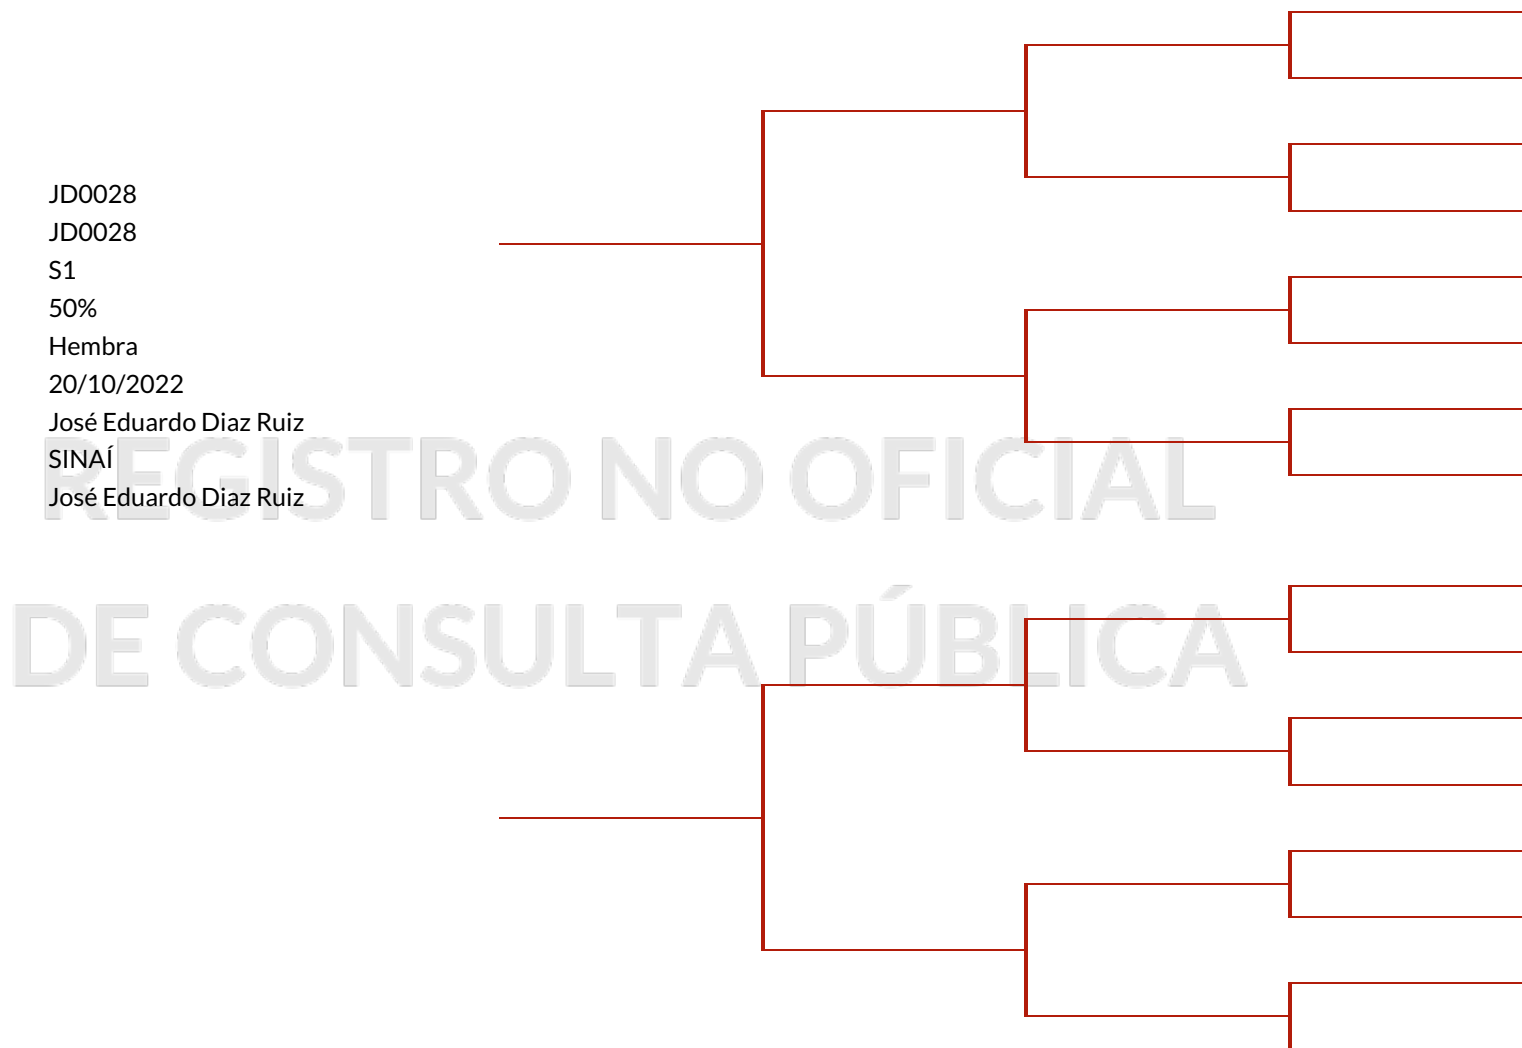 JD0028
JD0028
S1
50%
Hembra
20/10/2022
José Eduardo Diaz Ruiz
SINAÍ
José Eduardo Diaz Ruiz
REGISTRO NO OFICIAL
DE CONSULTA PÚBLICA